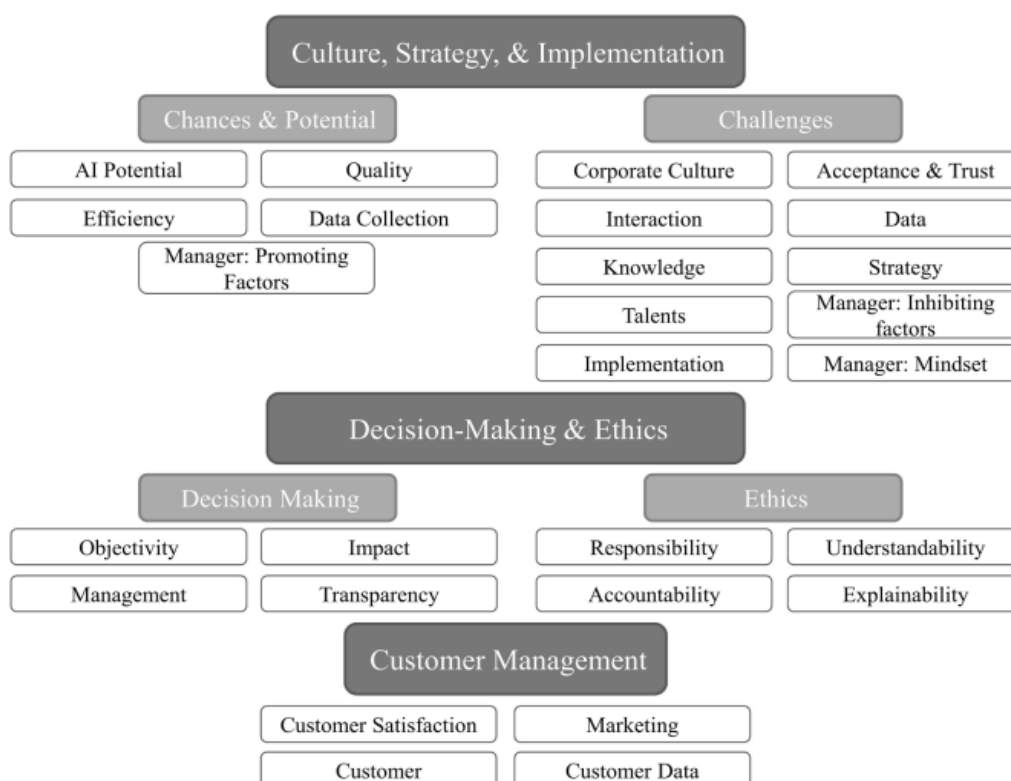 Culture, Strategy, & Implementation
Chances & Potential
Challenges
AI Potential
Quality
Corporate Culture
Acceptance & Trust
Efficiency
Data Collection
Interaction
Data
Manager: Promoting
Factors
Knowledge
Strategy
Talents
Manager: Inhibiting
factors
Implementation
Manager: Mindset
Decision-Making & Ethics
Decision Making
Ethics
Objectivity
Impact
Responsibility
Understandability
Management
Transparency
Accountability
Explainability
Customer Management
Customer Satisfaction
Marketing
Customer
Customer Data